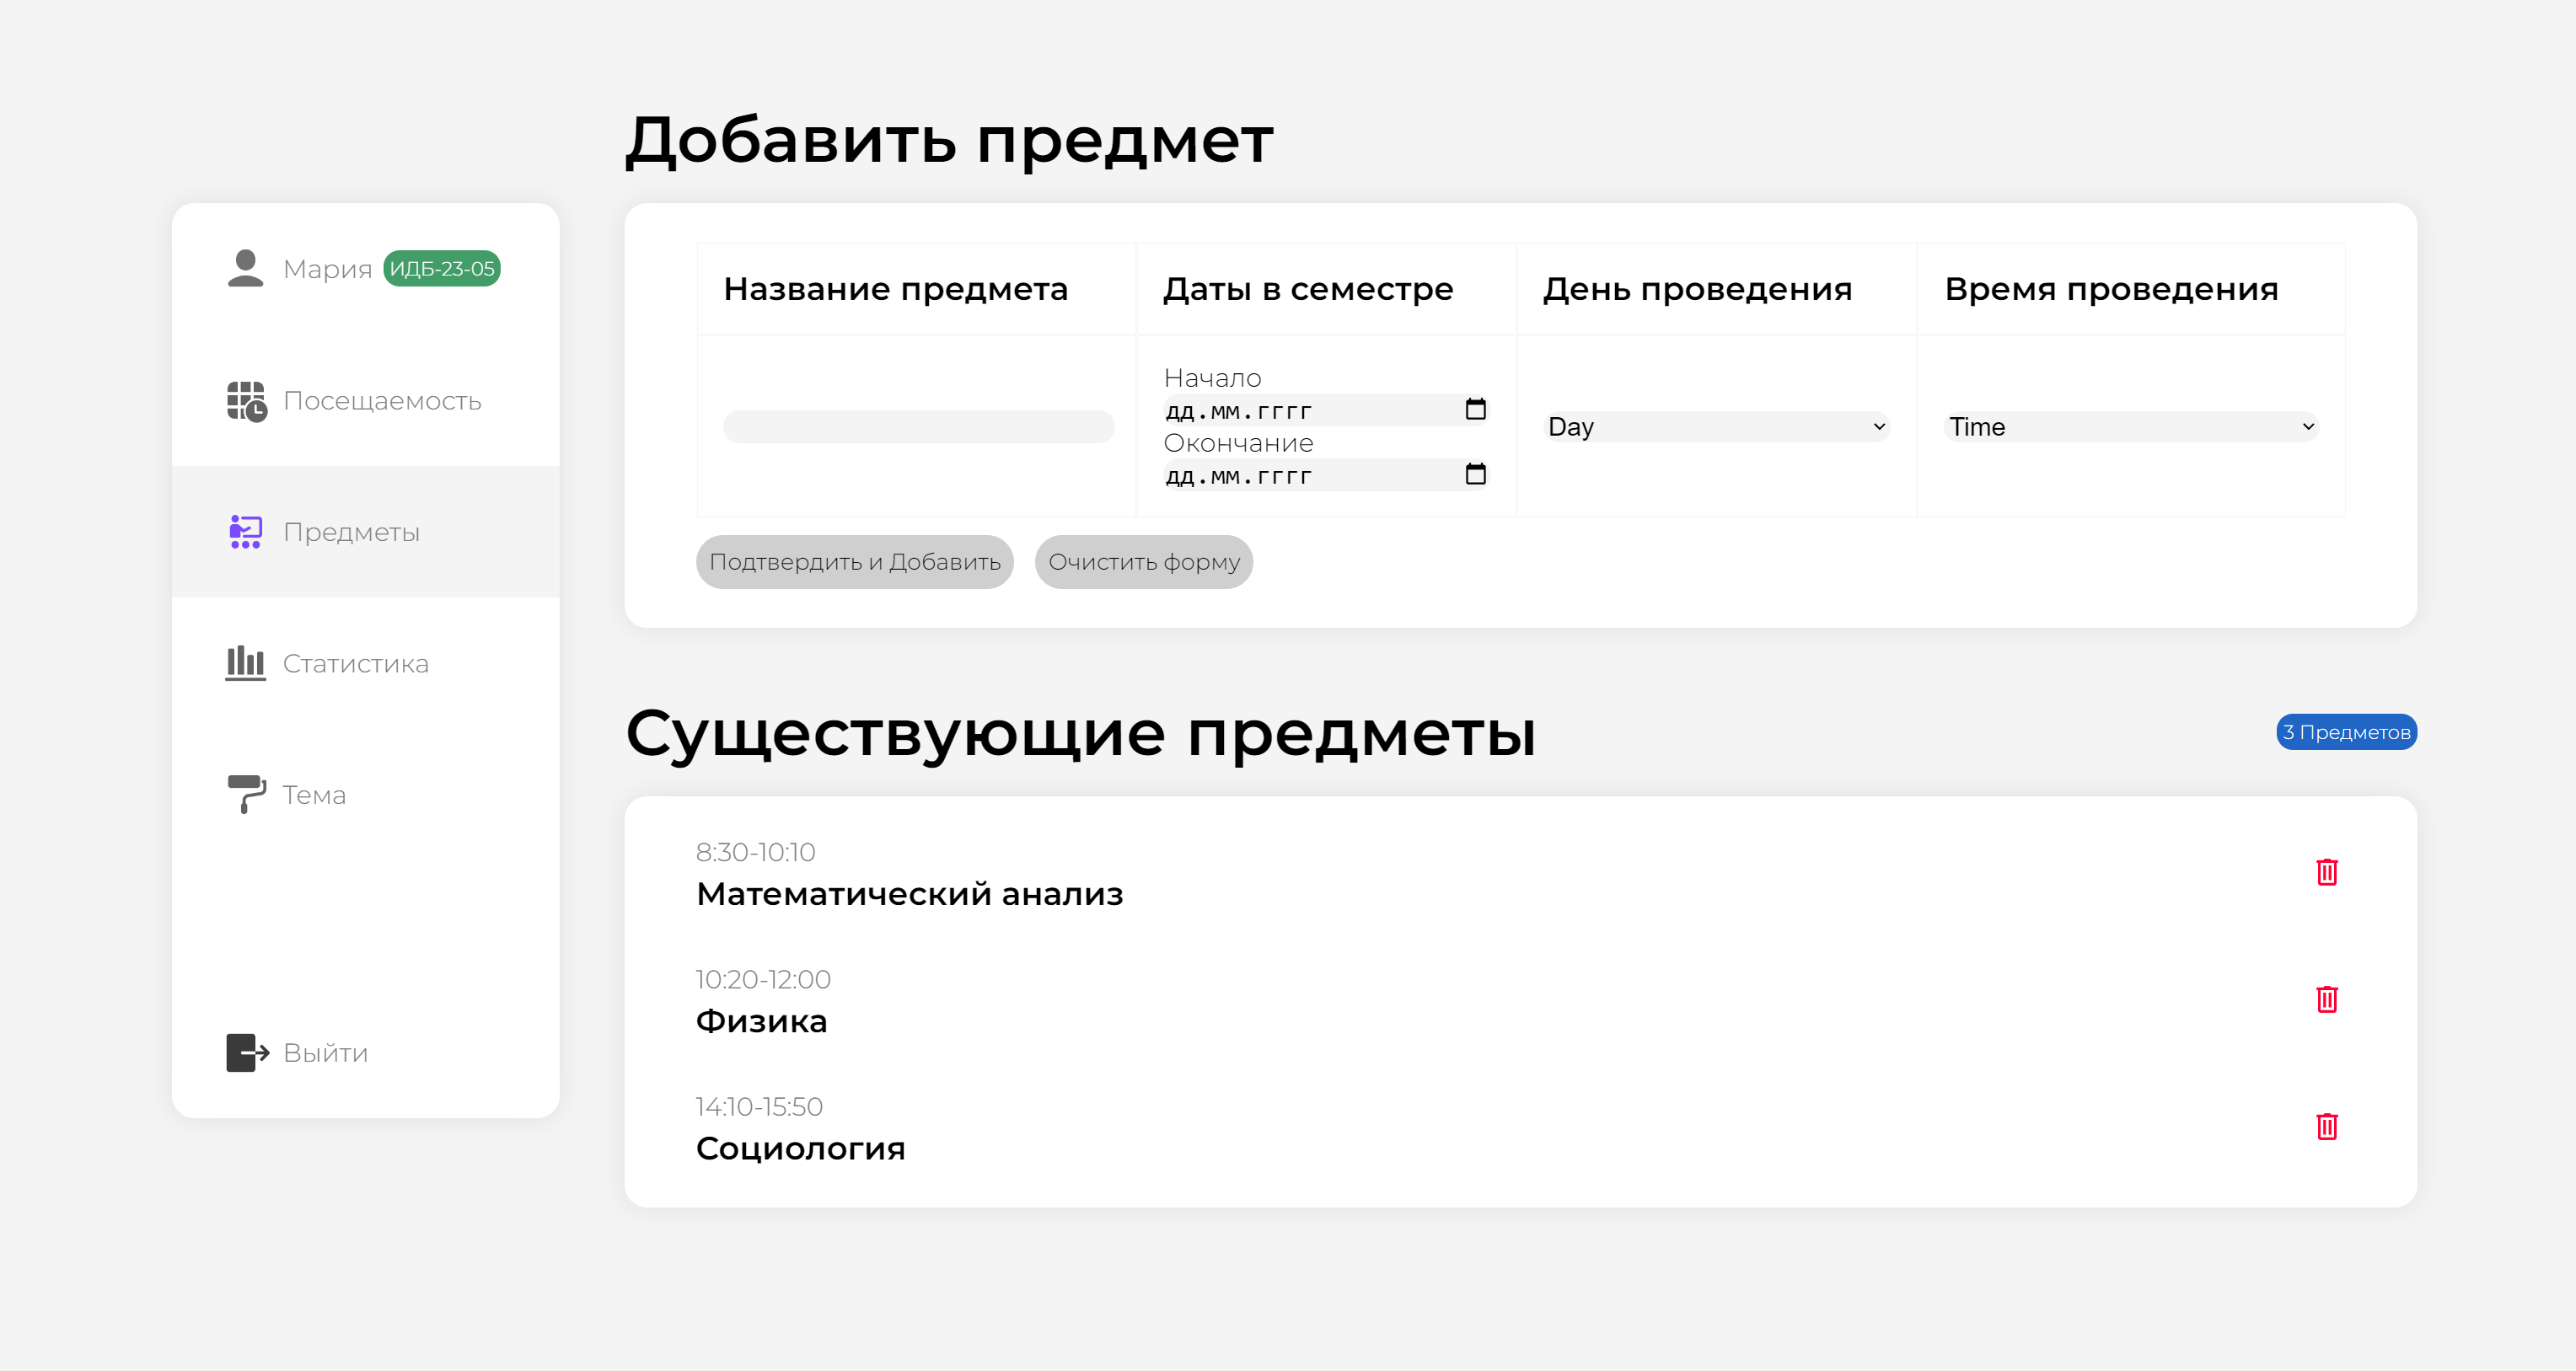 Мария ИДБ-23-05
Посещаемость
Предметы
Статистика
Тема
Выйти
Добавить предмет
Название предмета
Даты в семестре
День проведения
Время проведения
Начало
дд.мм.гггг
Окончание
дд.мм.гггг
Day
Time
Подтвердить и Добавить
Очистить форму
Существующие предметы
3 Предметов
8:30-10:10
Математический анализ
10:20-12:00
Физика
14:10-15:50
Социология